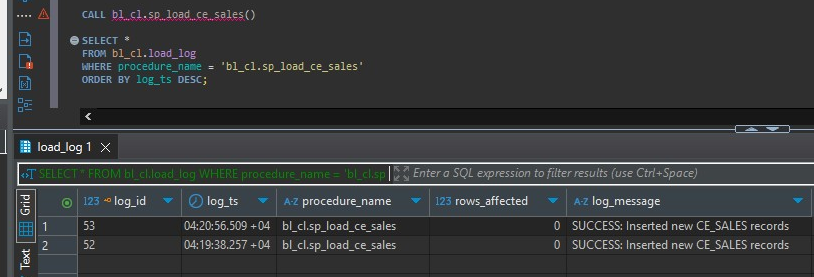 CALL bl_cl.sp_load_ce_sales()
SELECT *
FROM bl_cl.load_log
WHERE procedure_name = 'bl_cl.sp_load_ce_sales'
ORDER BY log_ts DESC;
load_log 1
SELECT * FROM bl_cl.load_log WHERE procedure_name = 'bl_cl.sp Enter a SQL expression to filter results (use Ctrl+Space)
Grid
Text
123 log_id log_ts A-Z procedure_name 123 rows_affected A-Z log_message
1 53 04:20:56.509 +04 bl_cl.sp_load_ce_sales 0 SUCCESS: Inserted new CE_SALES records
2 52 04:19:38.257 +04 bl_cl.sp_load_ce_sales 0 SUCCESS: Inserted new CE_SALES records